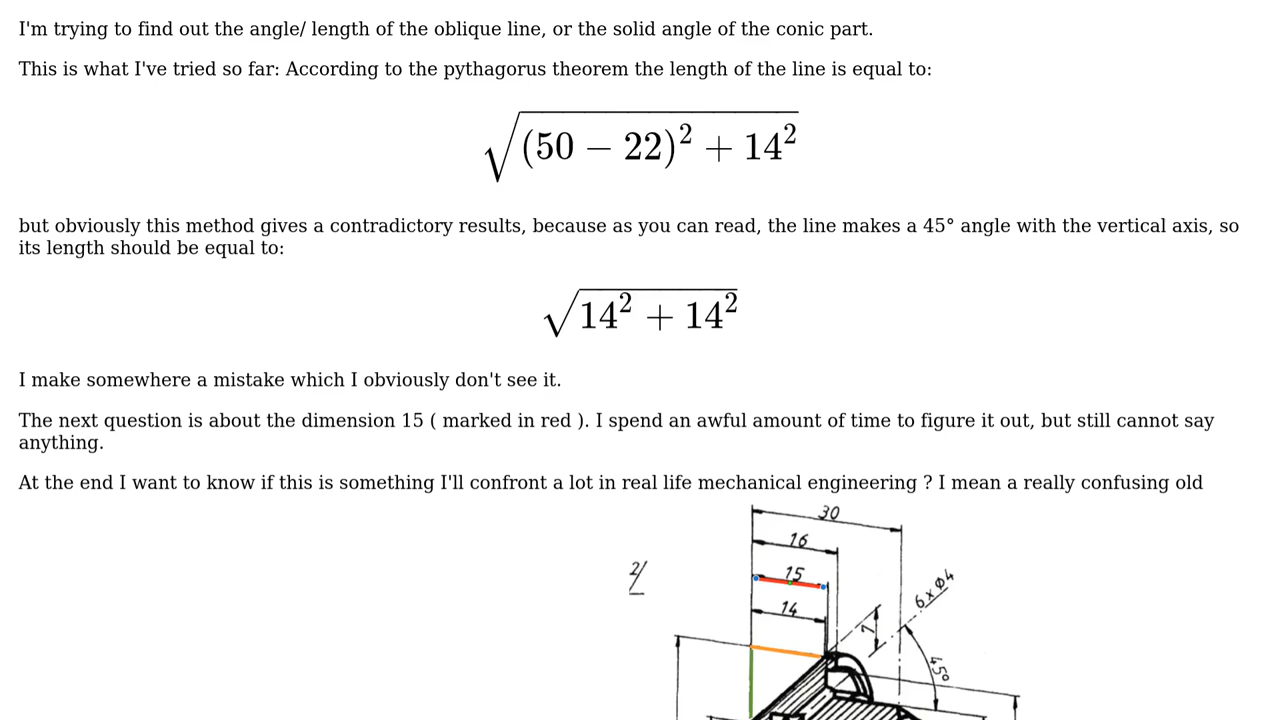 I'm trying to find out the angle/ length of the oblique line, or the solid angle of the conic part.
This is what I've tried so far: According to the pythagorus theorem the length of the line is equal to:
√(50 − 22)² + 14²
but obviously this method gives a contradictory results, because as you can read, the line makes a 45° angle with the vertical axis, so
its length should be equal to:
√14² + 14²
I make somewhere a mistake which I obviously don't see it.
The next question is about the dimension 15 ( marked in red ). I spend an awful amount of time to figure it out, but still cannot say
anything.
At the end I want to know if this is something I'll confront a lot in real life mechanical engineering ? I mean a really confusing old
30
16
2/
15
6x⌀4
14
45°